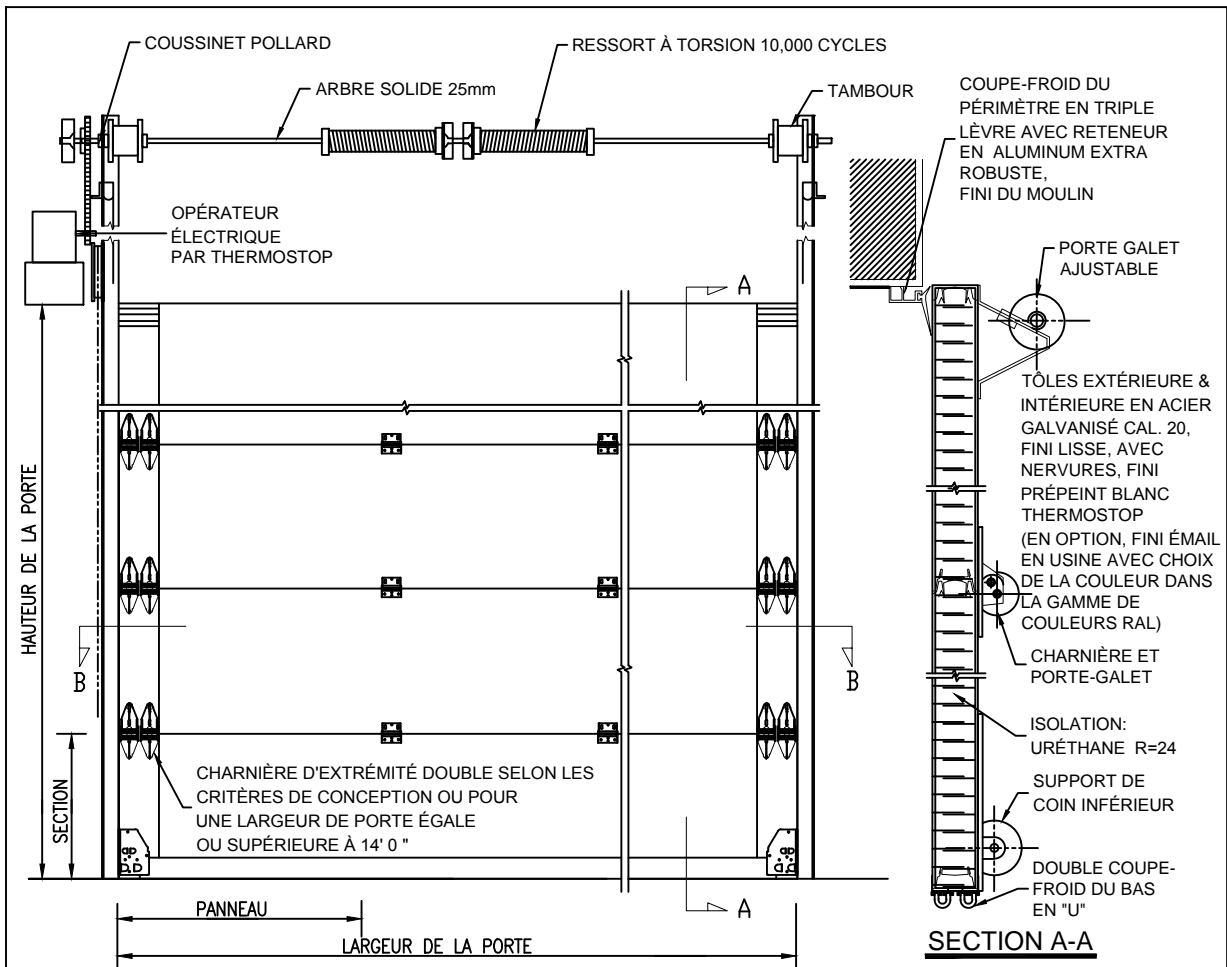 COUSSINET POLLARD
ARBRE SOLIDE 25mm
RESSORT À TORSION 10,000 CYCLES
TAMBOUR
COUPE-FROID DU
PÉRIMÈTRE EN TRIPLE
LÈVRE AVEC RETENEUR
EN ALUMINUM EXTRA
ROBUSTE,
FINI DU MOULIN
OPÉRATEUR
ÉLECTRIQUE
PAR THERMOSTOP
A
PORTE GALET
AJUSTABLE
TÔLES EXTÉRIEURE &
INTÉRIEURE EN ACIER
GALVANISÉ CAL. 20,
FINI LISSE, AVEC
NERVURES, FINI
PRÉPEINT BLANC
THERMOSTOP
(EN OPTION, FINI ÉMAIL
EN USINE AVEC CHOIX
DE LA COULEUR DANS
LA GAMME DE
COULEURS RAL)
HAUTEUR DE LA PORTE
B
B
CHARNIÈRE ET
PORTE-GALET
ISOLATION:
URÉTHANE R=24
SECTION
CHARNIÈRE D'EXTRÉMITÉ DOUBLE SELON LES
CRITÈRES DE CONCEPTION OU POUR
UNE LARGEUR DE PORTE ÉGALE
OU SUPÉRIEURE À 14' 0 "
SUPPORT DE
COIN INFÉRIEUR
DOUBLE COUPE-
FROID DU BAS
EN "U"
A
PANNEAU
LARGEUR DE LA PORTE
SECTION A-A